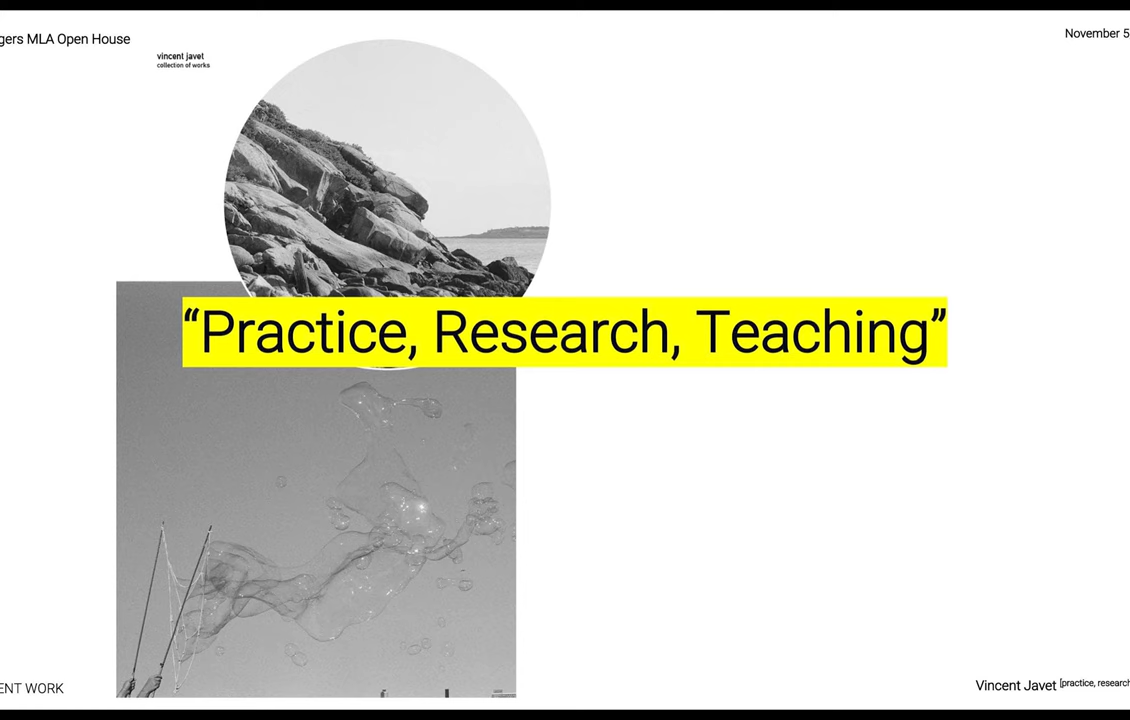 gers MLA Open House
November 5
vincent javet
collection of works
“Practice, Research, Teaching”
ENT WORK
Vincent Javet [practice, research